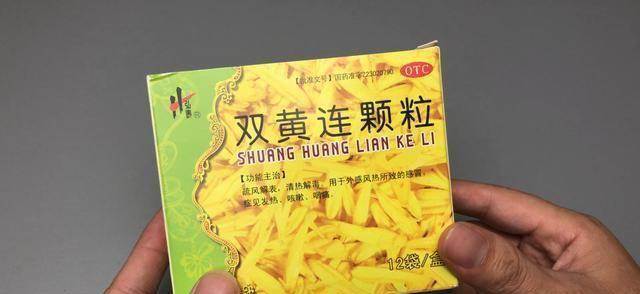 【批准文号】国药准字Z23020790
OTC
弘泰
双黄连颗粒
SHUANG HUANG LIAN KE LI
【功能主治】
疏风解表，清热解毒。用于外感风热所致的感冒，
症见发热、咳嗽、咽痛。
12袋/盒